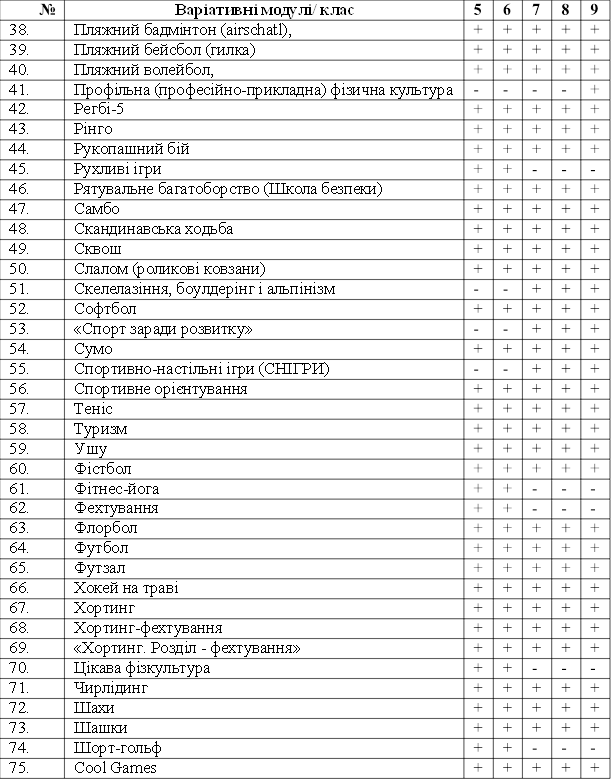 № Варіативні модулі/ клас 5 6 7 8 9
38. Пляжний бадмінтон (airschatl), + + + + +
39. Пляжний бейсбол (гилка) + + + + +
40. Пляжний волейбол, + + + + +
41. Профільна (професійно-прикладна) фізична культура - - - - +
42. Регбі-5 + + + + +
43. Рінго + + + + +
44. Рукопашний бій + + + + +
45. Рухливі ігри + + - - -
46. Рятувальне багатоборство (Школа безпеки) + + + + +
47. Самбо + + + + +
48. Скандинавська ходьба + + + + +
49. Сквош + + + + +
50. Слалом (роликові ковзани) + + + + +
51. Скелелазіння, боулдерінг і альпінізм - - + + +
52. Софтбол + + + + +
53. «Спорт заради розвитку» - - + + +
54. Сумо + + + + +
55. Спортивно-настільні ігри (СНІГРИ) - - + + +
56. Спортивне орієнтування + + + + +
57. Теніс + + + + +
58. Туризм + + + + +
59. Ушу + + + + +
60. Фістбол + + + + +
61. Фітнес-йога + + - - -
62. Фехтування + + - - -
63. Флорбол + + + + +
64. Футбол + + + + +
65. Футзал + + + + +
66. Хокей на траві + + + + +
67. Хортинг + + + + +
68. Хортинг-фехтування + + + + +
69. «Хортинг. Розділ - фехтування» + + + + +
70. Цікава фізкультура + + - - -
71. Чирлідинг + + + + +
72. Шахи + + + + +
73. Шашки + + + + +
74. Шорт-гольф + + - - -
75. Cool Games + + + + +